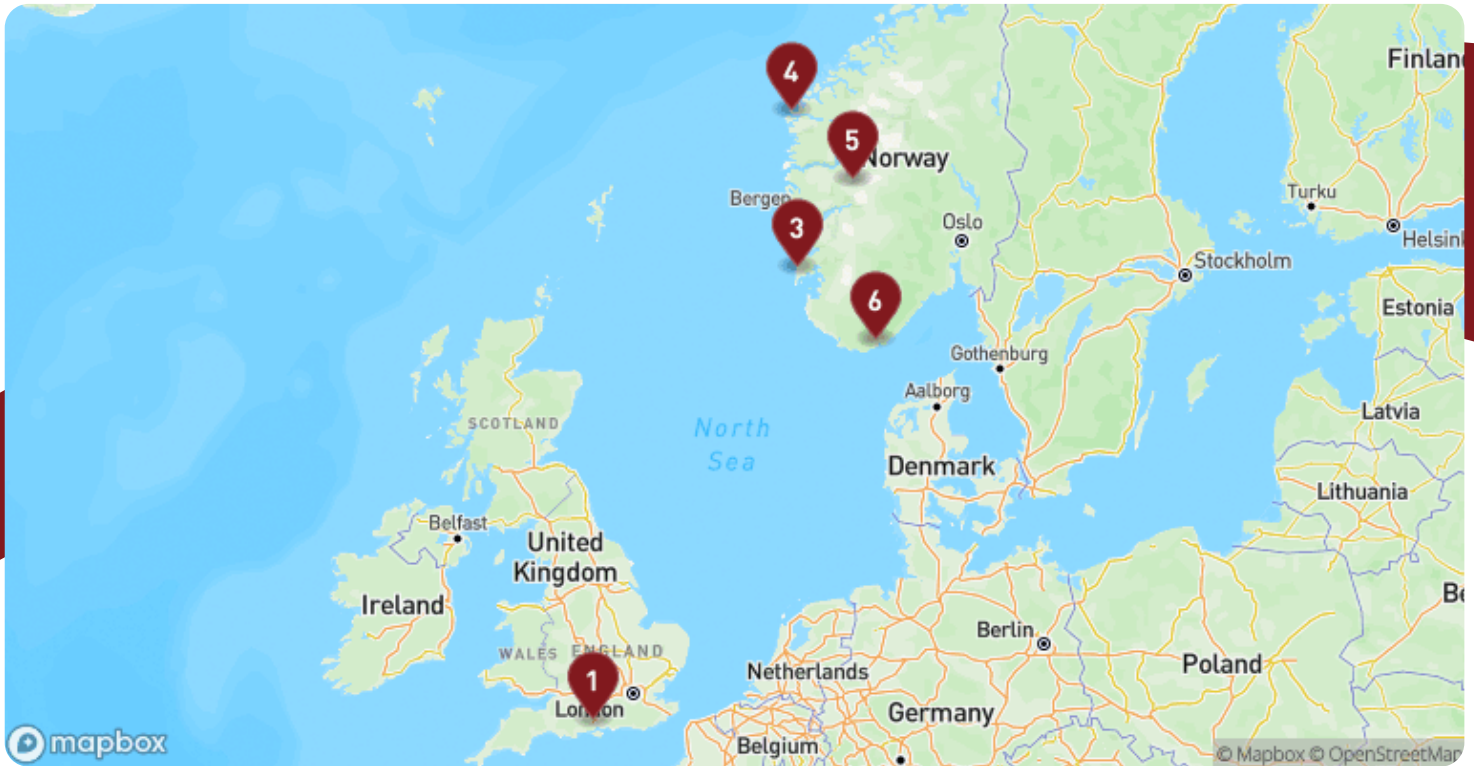 4
Finlan
5
Norway
Turku
Bergen
3
Oslo
Helsink
Stockholm
6
Estonia
Gothenburg
Aalborg
Latvia
SCOTLAND
North
Sea
Denmark
Lithuania
Belfast
United
Kingdom
Be
Ireland
Berlin
WALES
ENGLAND
Poland
Netherlands
1
London
Germany
Belgium
mapbox
© Mapbox © OpenStreetMap